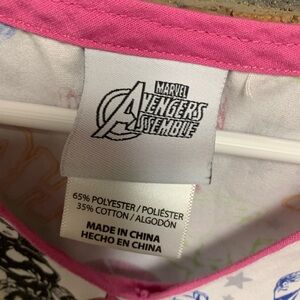 MARVEL
AVENGERS
ASSEMBLE
65% POLYESTER / POLIÉSTER
35% COTTON / ALGODÓN
MADE IN CHINA
HECHO EN CHINA